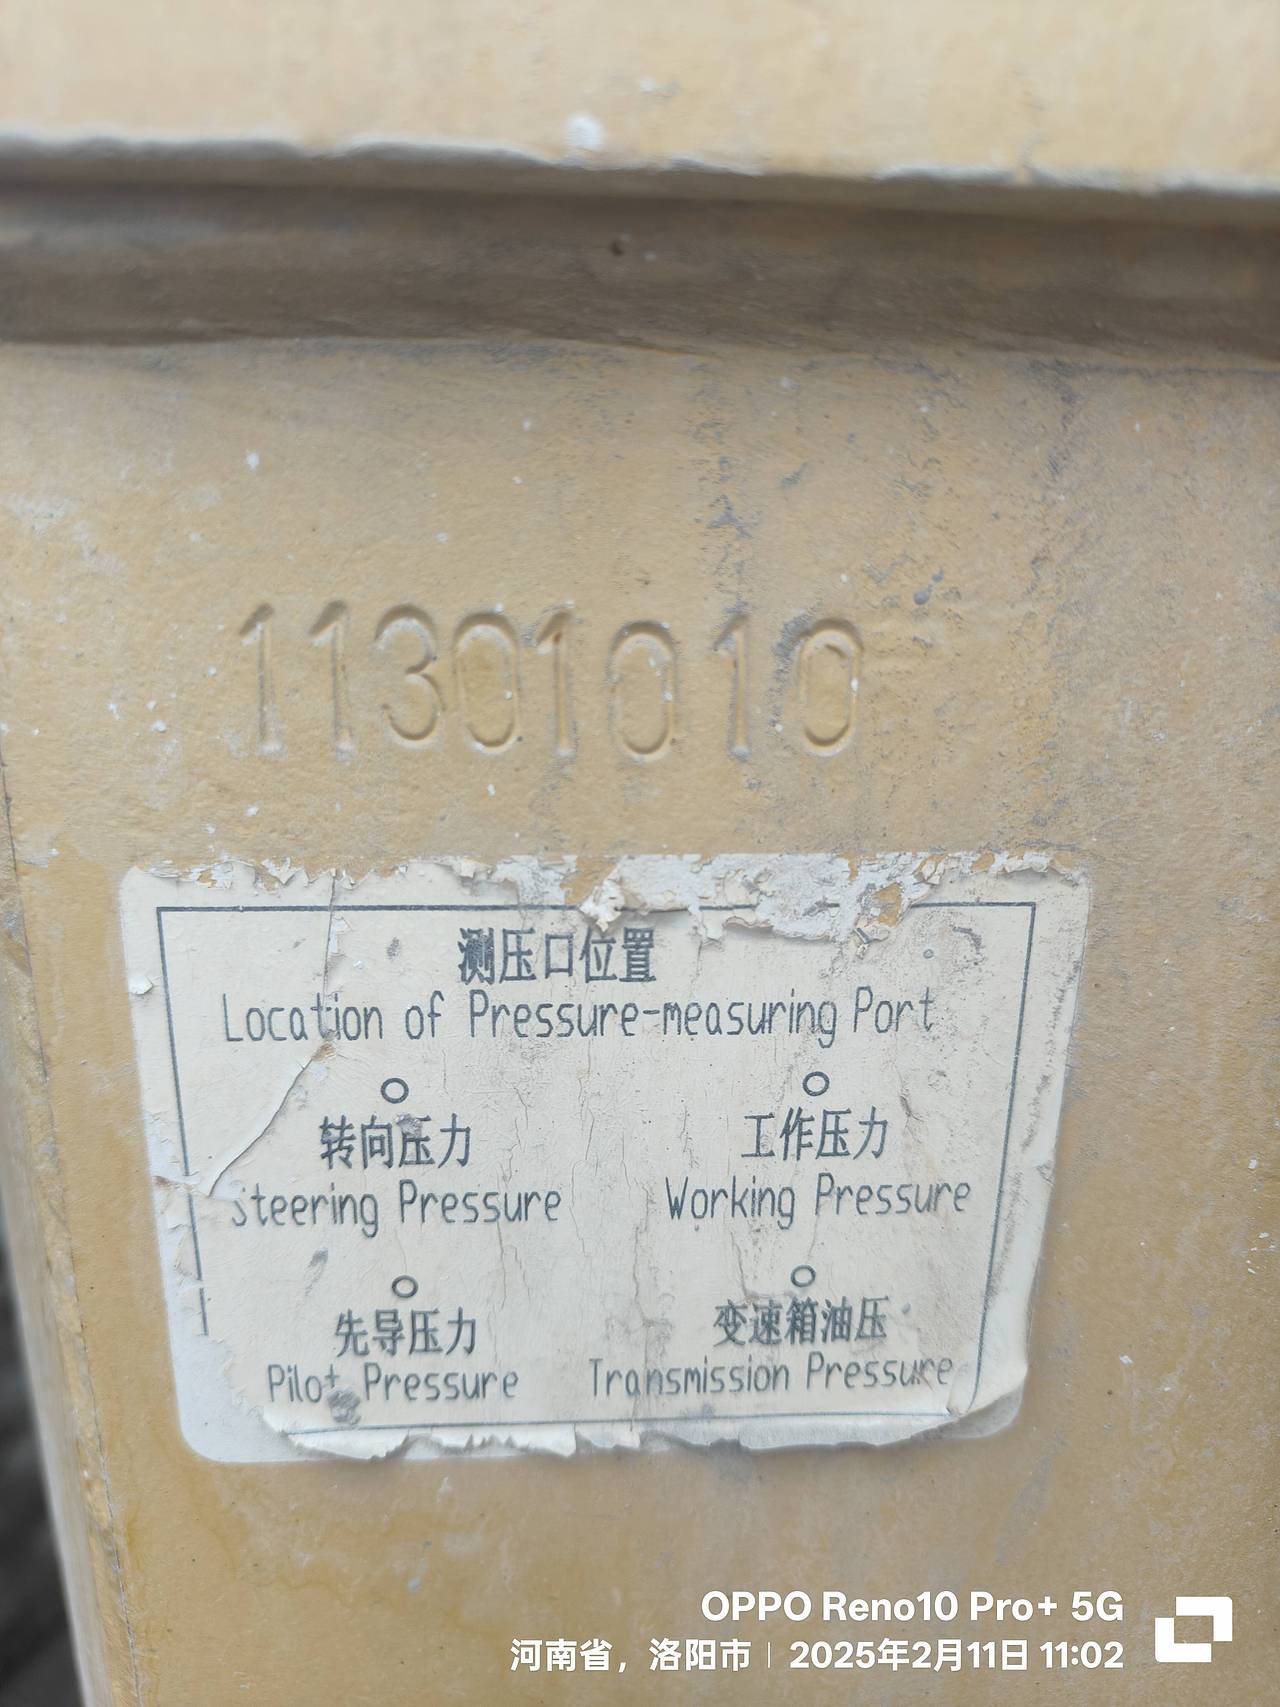 11301010
测压口位置
Location of Pressure-measuring Port
转向压力
Steering Pressure
工作压力
Working Pressure
先导压力
Pilot Pressure
变速箱油压
Transmission Pressure
OPPO Reno10 Pro+ 5G
河南省，洛阳市 | 2025年2月11日 11:02